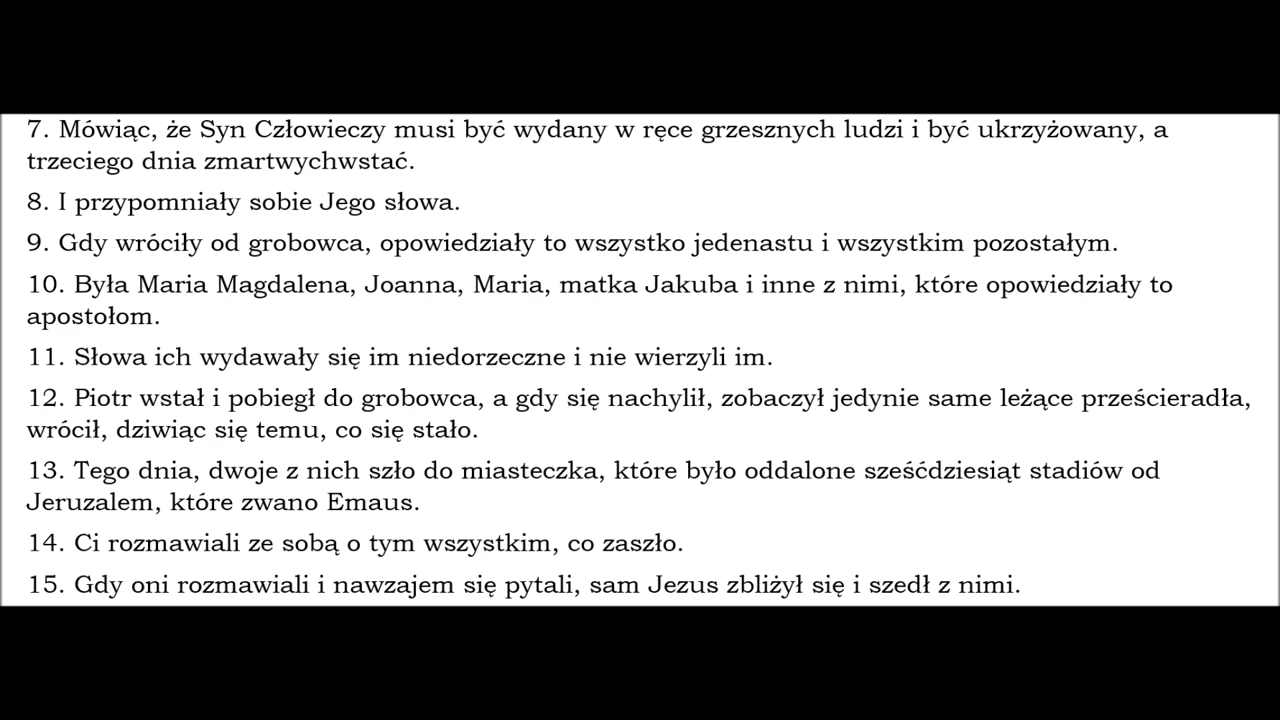 7. Mówiąc, że Syn Człowieczy musi być wydany w ręce grzesznych ludzi i być ukrzyżowany, a
trzeciego dnia zmartwychwstać.
8. I przypomniały sobie Jego słowa.
9. Gdy wróciły od grobowca, opowiedziały to wszystko jedenastu i wszystkim pozostałym.
10. Była Maria Magdalena, Joanna, Maria, matka Jakuba i inne z nimi, które opowiedziały to
apostołom.
11. Słowa ich wydawały się im niedorzeczne i nie wierzyli im.
12. Piotr wstał i pobiegł do grobowca, a gdy się nachylił, zobaczył jedynie same leżące prześcieradła,
wrócił, dziwiąc się temu, co się stało.
13. Tego dnia, dwoje z nich szło do miasteczka, które było oddalone sześćdziesiąt stadiów od
Jeruzalem, które zwano Emaus.
14. Ci rozmawiali ze sobą o tym wszystkim, co zaszło.
15. Gdy oni rozmawiali i nawzajem się pytali, sam Jezus zbliżył się i szedł z nimi.